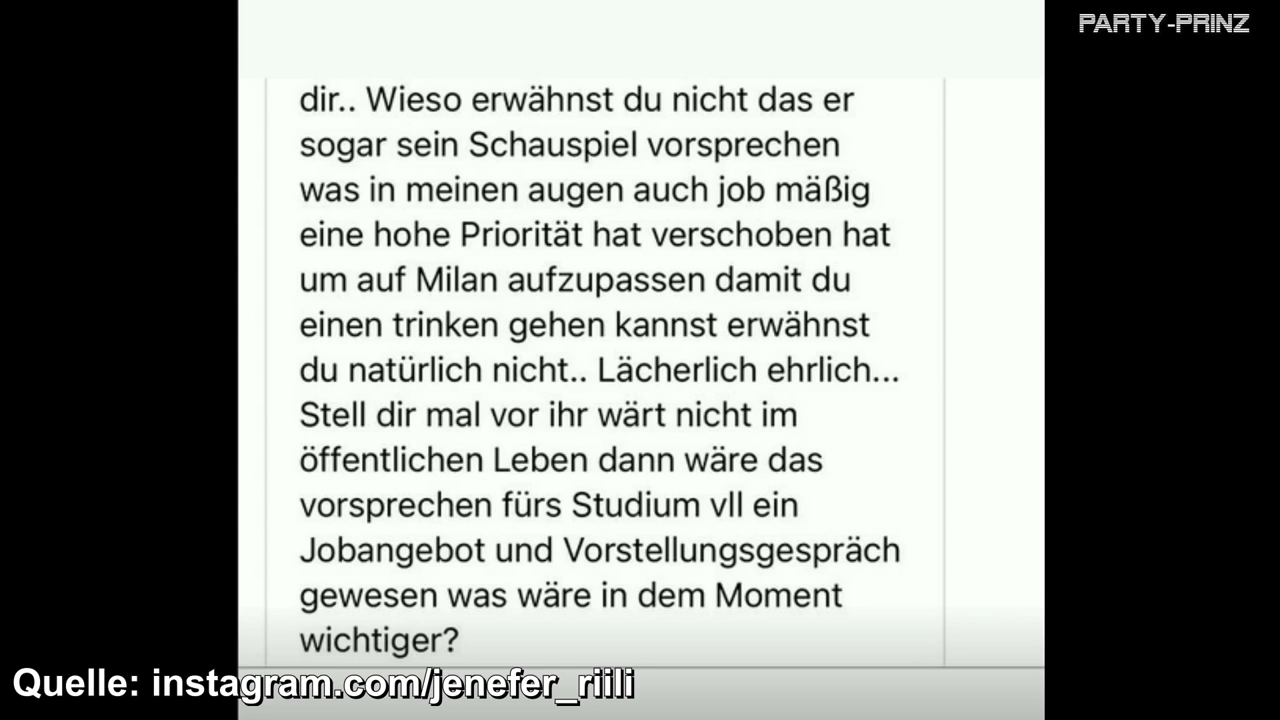 PARTY-PRINZ
dir.. Wieso erwähnst du nicht das er
sogar sein Schauspiel vorsprechen
was in meinen augen auch job mäßig
eine hohe Priorität hat verschoben hat
um auf Milan aufzupassen damit du
einen trinken gehen kannst erwähnst
du natürlich nicht.. Lächerlich ehrlich...
Stell dir mal vor ihr wärt nicht im
öffentlichen Leben dann wäre das
vorsprechen fürs Studium vll ein
Jobangebot und Vorstellungsgespräch
gewesen was wäre in dem Moment
wichtiger?
Quelle: instagram.com/jenefer_riili